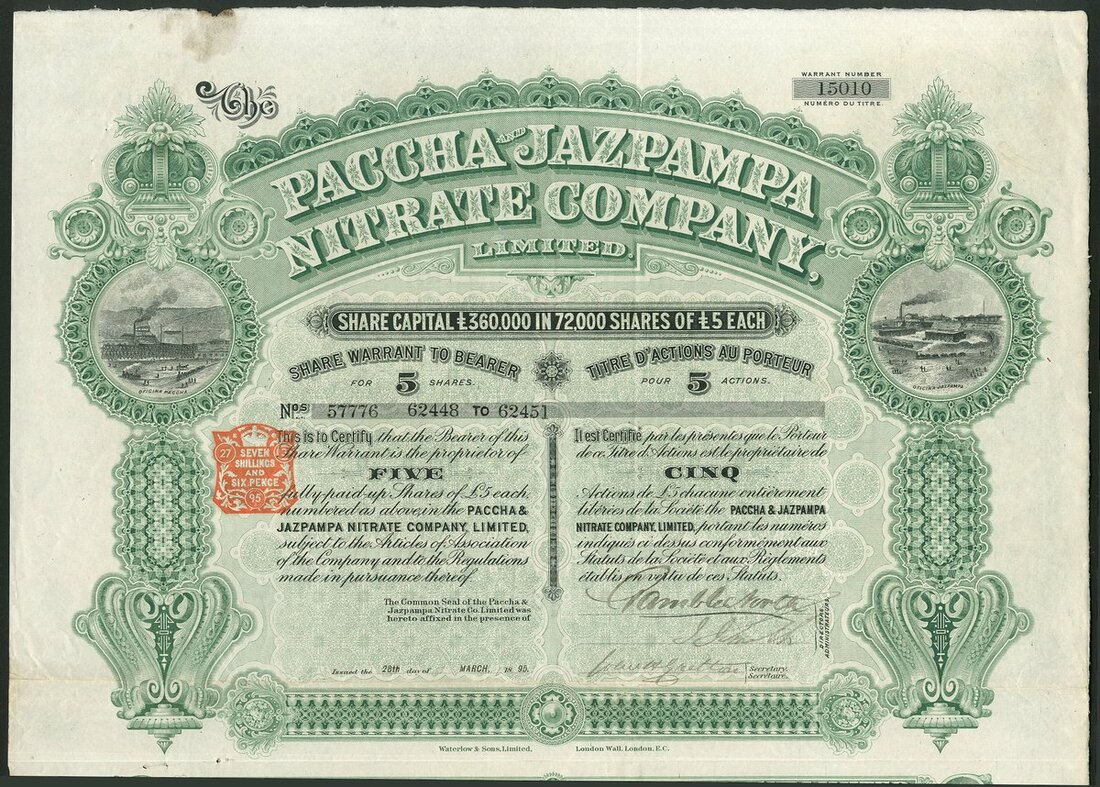 The
WARRANT NUMBER
15010
NUMÉRO DU TITRE.
PACCHA AND JAZPAMPA
NITRATE COMPANY,
LIMITED.
SHARE CAPITAL £360.000 IN 72,000 SHARES OF £5 EACH
SHARE WARRANT TO BEARER
FOR 5 SHARES.
TITRE D'ACTIONS AU PORTEUR
POUR 5 ACTIONS.
OFICINA PACCHA
OFICINA JAZPAMPA
Nos 57776 62448 TO 62451
This is to Certify that the Bearer of this
Share Warrant is the proprietor of
FIVE
fully paid up Shares of £5 each,
numbered as above, in the PACCHA &
JAZPAMPA NITRATE COMPANY, LIMITED,
subject to the Articles of Association
of the Company and to the Regulations
made in pursuance thereof.
27
SEVEN
SHILLINGS
AND
SIX.PENCE
95
Il est Certifié par les présentes que le Porteur
de ce Titre d'Actions est le propriétaire de
CINQ
Actions de £5 chacune entièrement
libérées de la Société the PACCHA & JAZPAMPA
NITRATE COMPANY, LIMITED, portant les numéros
indiqués ci dessus conformément aux
Statuts de la Société et aux Règlements
établis en vertu de ces Statuts.
The Common Seal of the Paccha &
Jazpampa Nitrate Co. Limited was
hereto affixed in the presence of
DIRECTORS.
ADMINISTRATEURS.
Issued the 28th day of MARCH, 1895.
Secretary.
Secrétaire.
Waterlow & Sons, Limited, London Wall, London, E.C.